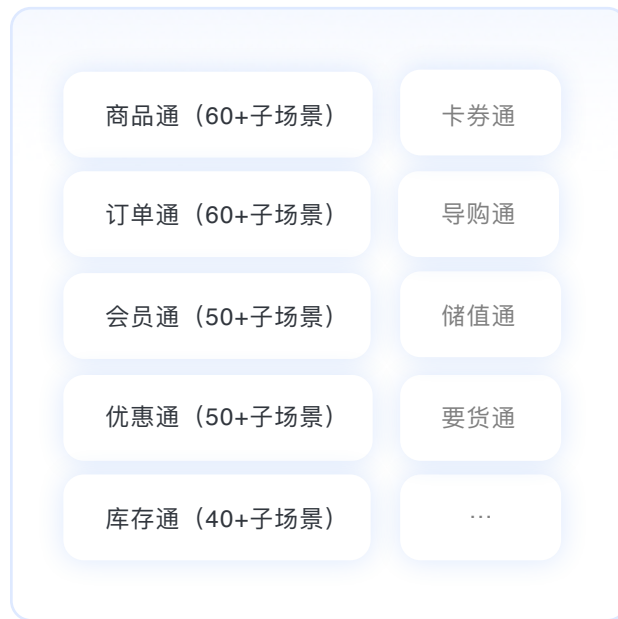 商品通（60+子场景）
卡券通
订单通（60+子场景）
导购通
会员通（50+子场景）
储值通
优惠通（50+子场景）
要货通
库存通（40+子场景）
···